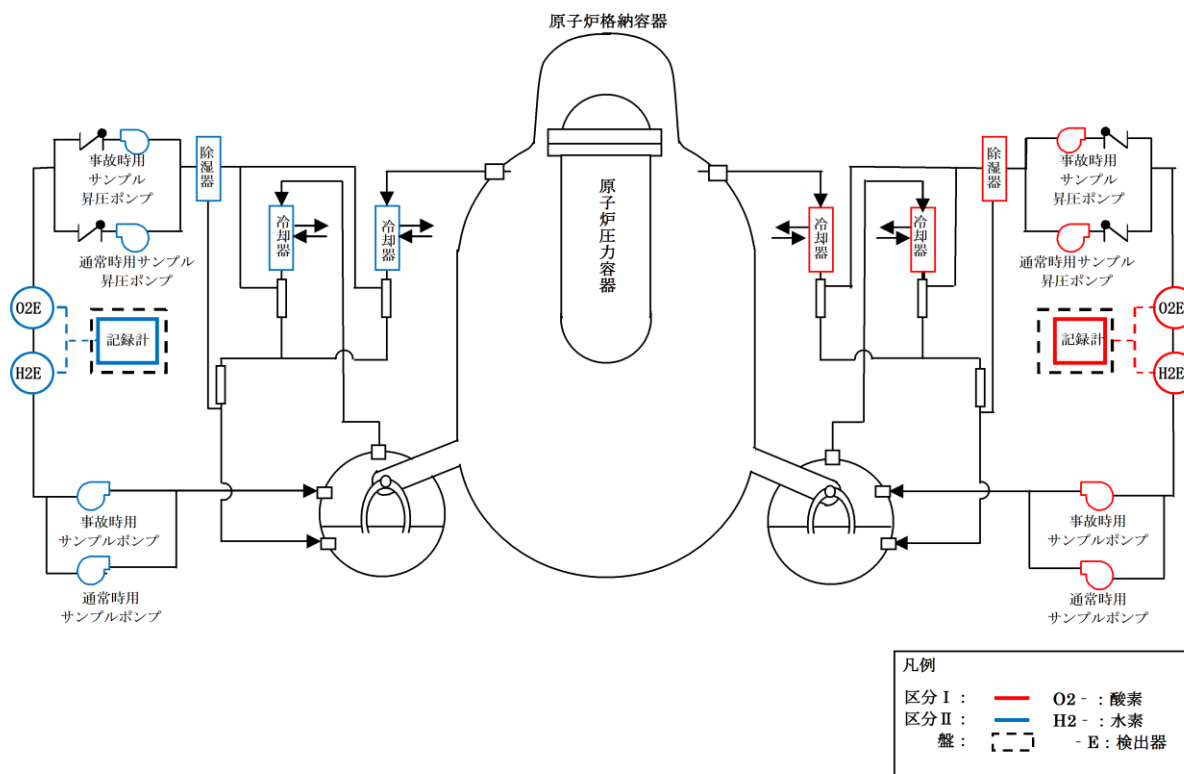 原子炉格納容器
事故時用
サンプル
昇圧ポンプ
通常時用サンプル
昇圧ポンプ
除湿器
冷却器
冷却器
O2E
H2E
記録計
事故時用
サンプルポンプ
通常時用
サンプルポンプ
原子炉圧力容器
冷却器
冷却器
除湿器
事故時用
サンプル
昇圧ポンプ
通常時用サンプル
昇圧ポンプ
記録計
O2E
H2E
事故時用
サンプルポンプ
通常時用
サンプルポンプ
凡例
区分Ⅰ： O2 - ：酸素
区分Ⅱ： H2 - ：水素
盤： - E：検出器